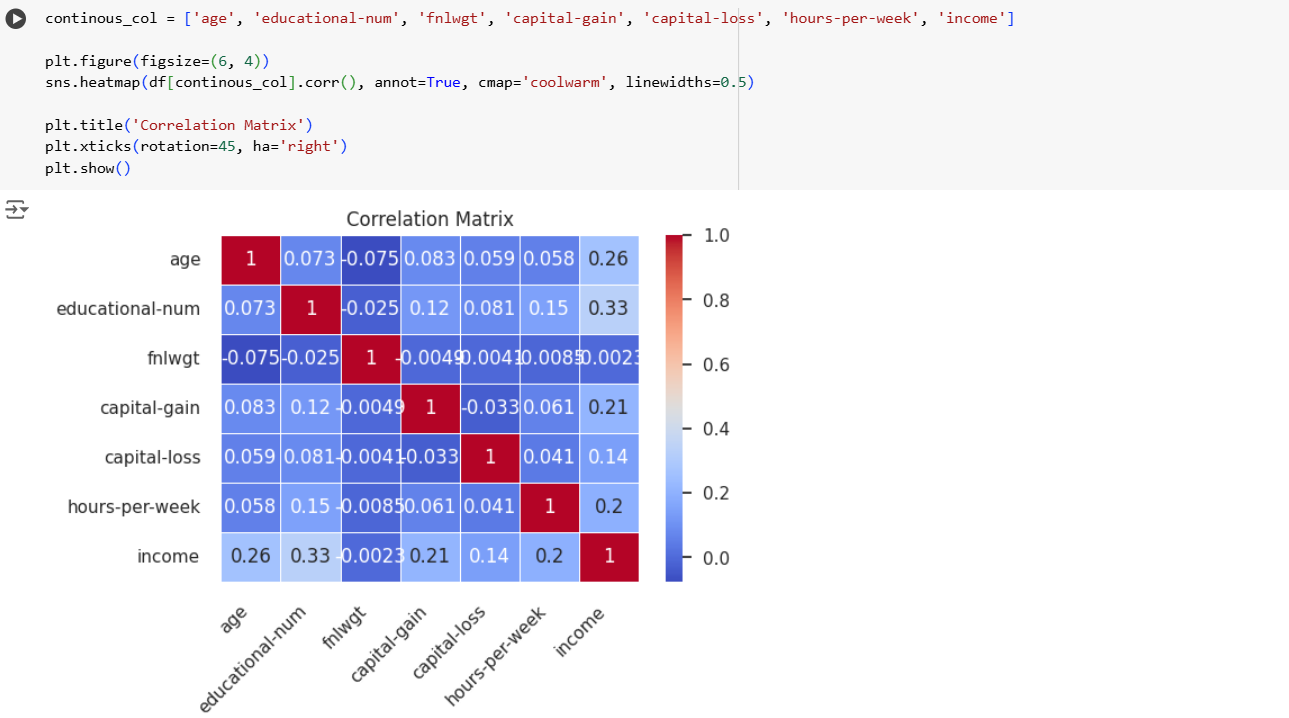 continous_col = ['age', 'educational-num', 'fnlwgt', 'capital-gain', 'capital-loss', 'hours-per-week', 'income']
plt.figure(figsize=(6, 4))
sns.heatmap(df[continous_col].corr(), annot=True, cmap='coolwarm', linewidths=0.5)
plt.title('Correlation Matrix')
plt.xticks(rotation=45, ha='right')
plt.show()
Correlation Matrix
age 1 0.073 -0.075 0.083 0.059 0.058 0.26
educational-num 0.073 1 -0.025 0.12 0.081 0.15 0.33
fnlwgt -0.075 -0.025 1 -0.0049 -0.0041 -0.0085 -0.0023
capital-gain 0.083 0.12 -0.0049 1 -0.033 0.061 0.21
capital-loss 0.059 0.081 -0.0041 -0.033 1 0.041 0.14
hours-per-week 0.058 0.15 -0.0085 0.061 0.041 1 0.2
income 0.26 0.33 -0.0023 0.21 0.14 0.2 1
age educational-num fnlwgt capital-gain capital-loss hours-per-week income
1.0
0.8
0.6
0.4
0.2
0.0